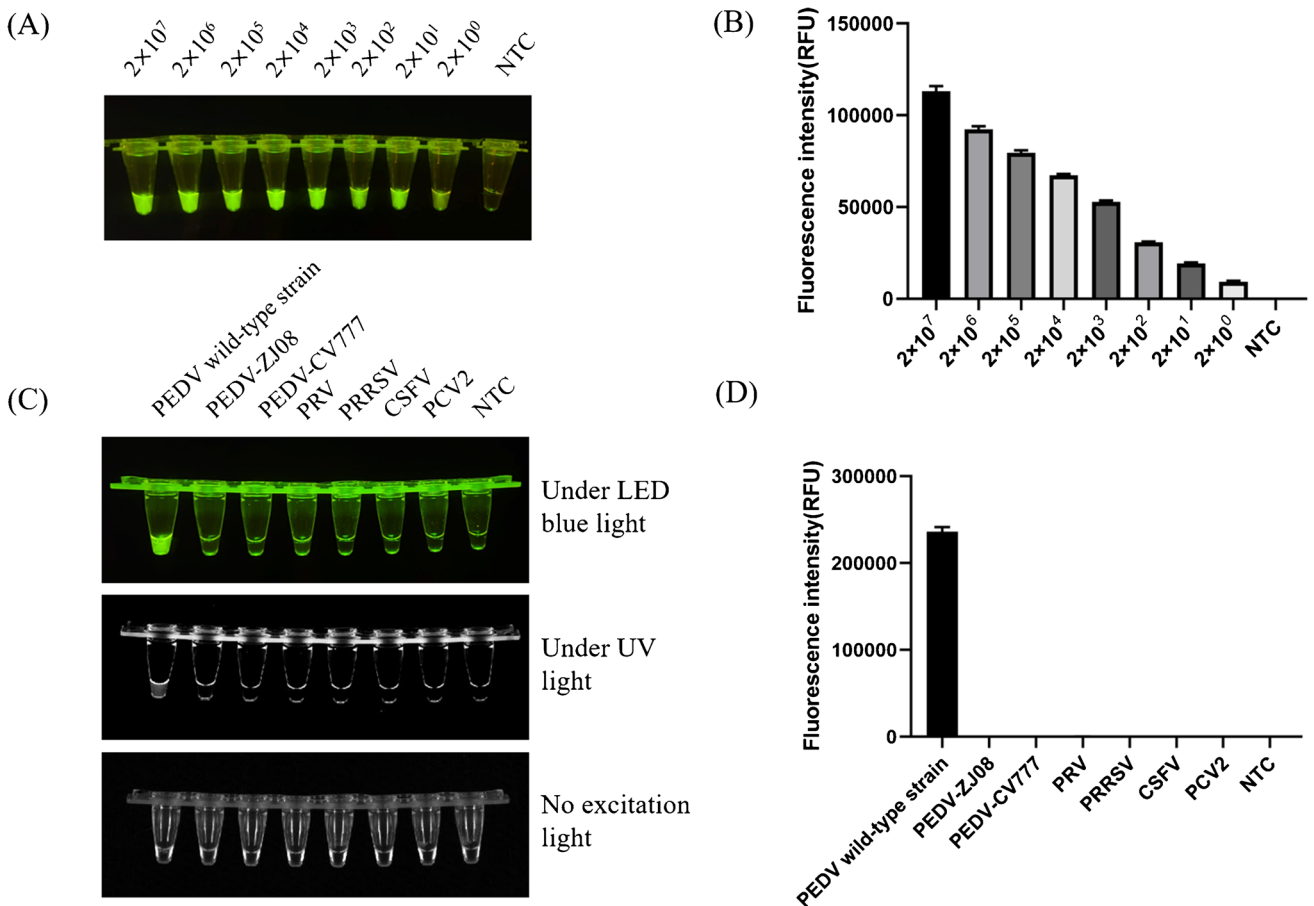 (A)
2×10⁷ 2×10⁶ 2×10⁵ 2×10⁴ 2×10³ 2×10² 2×10¹ 2×10⁰ NTC
(B)
Fluorescence intensity(RFU)
150000
100000
50000
0
2×10⁷ 2×10⁶ 2×10⁵ 2×10⁴ 2×10³ 2×10² 2×10¹ 2×10⁰ NTC
(C)
PEDV wild-type strain PEDV-ZJ08 PEDV-CV777 PRV PRRSV CSFV PCV2 NTC
Under LED
blue light
Under UV
light
No excitation
light
(D)
Fluorescence intensity(RFU)
300000
200000
100000
0
PEDV wild-type strain PEDV-ZJ08 PEDV-CV777 PRV PRRSV CSFV PCV2 NTC